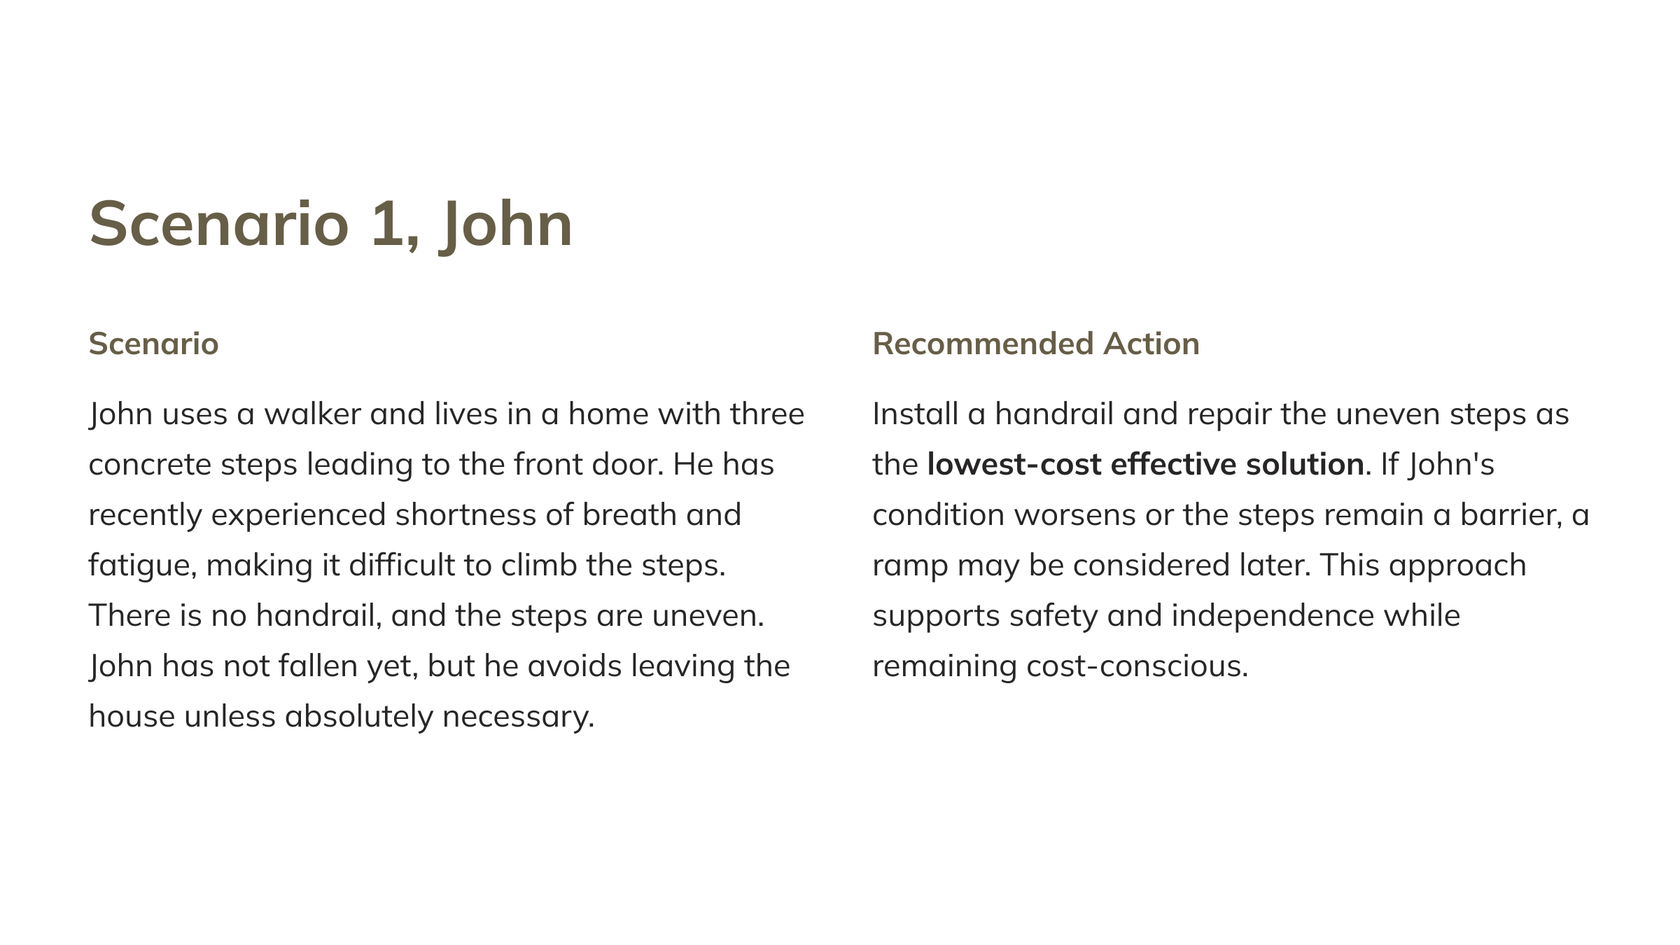 Scenario 1, John
Scenario
John uses a walker and lives in a home with three
concrete steps leading to the front door. He has
recently experienced shortness of breath and
fatigue, making it difficult to climb the steps.
There is no handrail, and the steps are uneven.
John has not fallen yet, but he avoids leaving the
house unless absolutely necessary.
Recommended Action
Install a handrail and repair the uneven steps as
the lowest-cost effective solution. If John's
condition worsens or the steps remain a barrier, a
ramp may be considered later. This approach
supports safety and independence while
remaining cost-conscious.